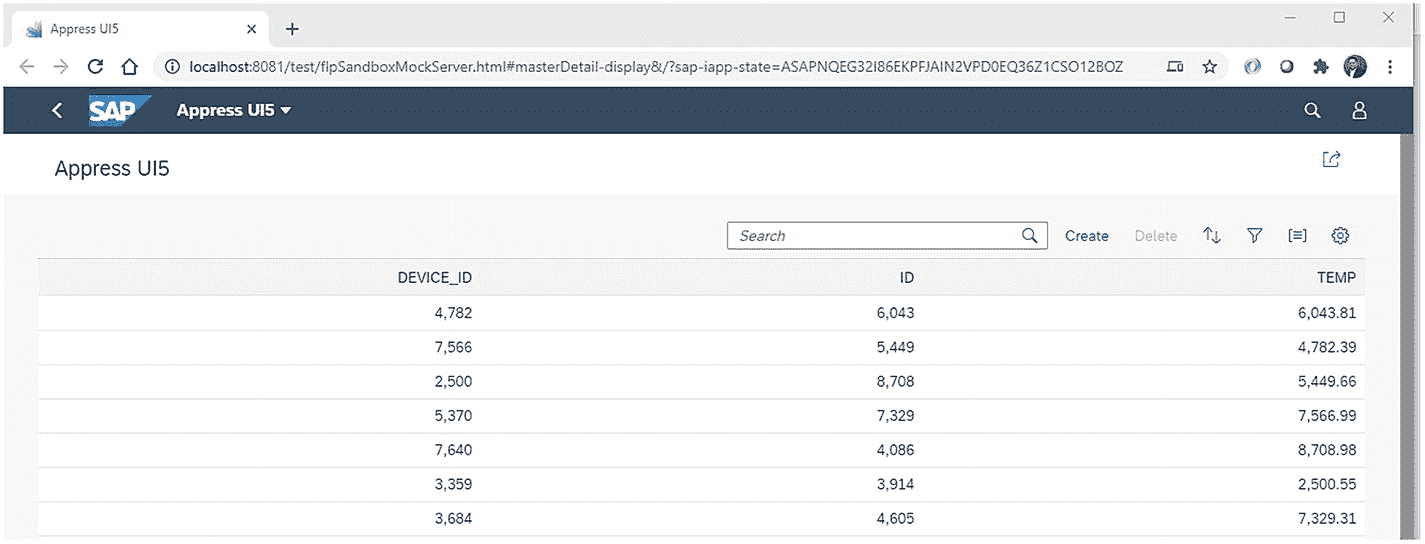 Appress UI5
localhost:8081/test/flpSandboxMockServer.html#masterDetail-display&/?sap-iapp-state=ASAPNQEG32I86EKPFJAIN2VPD0EQ36Z1CSO12BOZ
SAP Appress UI5
Appress UI5
Search Create Delete
DEVICE_ID ID TEMP
4,782 6,043 6,043.81
7,566 5,449 4,782.39
2,500 8,708 5,449.66
5,370 7,329 7,566.99
7,640 4,086 8,708.98
3,359 3,914 2,500.55
3,684 4,605 7,329.31